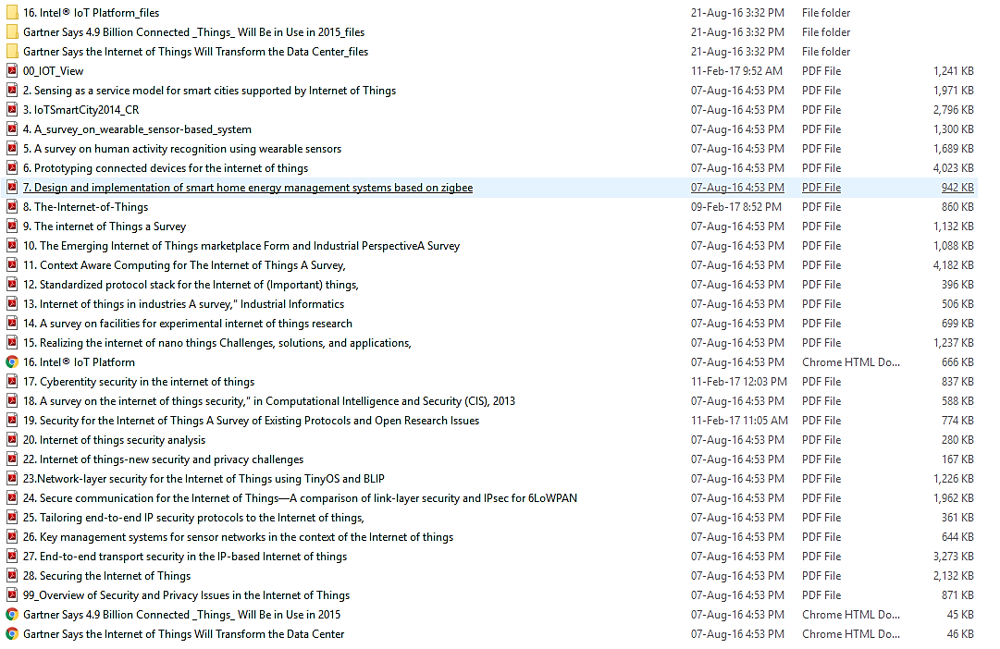 16. Intel® IoT Platform_files 21-Aug-16 3:32 PM File folder
Gartner Says 4.9 Billion Connected _Things_ Will Be in Use in 2015_files 21-Aug-16 3:32 PM File folder
Gartner Says the Internet of Things Will Transform the Data Center_files 21-Aug-16 3:32 PM File folder
00_IOT_View 11-Feb-17 9:52 AM PDF File 1,241 KB
2. Sensing as a service model for smart cities supported by Internet of Things 07-Aug-16 4:53 PM PDF File 1,971 KB
3. IoTSmartCity2014_CR 07-Aug-16 4:53 PM PDF File 2,796 KB
4. A_survey_on_wearable_sensor-based_system 07-Aug-16 4:53 PM PDF File 1,300 KB
5. A survey on human activity recognition using wearable sensors 07-Aug-16 4:53 PM PDF File 1,689 KB
6. Prototyping connected devices for the internet of things 07-Aug-16 4:53 PM PDF File 4,023 KB
7. Design and implementation of smart home energy management systems based on zigbee 07-Aug-16 4:53 PM PDF File 942 KB
8. The-Internet-of-Things 09-Feb-17 8:52 PM PDF File 860 KB
9. The internet of Things a Survey 07-Aug-16 4:53 PM PDF File 1,132 KB
10. The Emerging Internet of Things marketplace Form and Industrial PerspectiveA Survey 07-Aug-16 4:53 PM PDF File 1,088 KB
11. Context Aware Computing for The Internet of Things A Survey, 07-Aug-16 4:53 PM PDF File 4,182 KB
12. Standardized protocol stack for the Internet of (Important) things, 07-Aug-16 4:53 PM PDF File 396 KB
13. Internet of things in industries A survey,” Industrial Informatics 07-Aug-16 4:53 PM PDF File 506 KB
14. A survey on facilities for experimental internet of things research 07-Aug-16 4:53 PM PDF File 699 KB
15. Realizing the internet of nano things Challenges, solutions, and applications, 07-Aug-16 4:53 PM PDF File 1,237 KB
16. Intel® IoT Platform 07-Aug-16 4:53 PM Chrome HTML Do... 666 KB
17. Cyberentity security in the internet of things 11-Feb-17 12:03 PM PDF File 837 KB
18. A survey on the internet of things security,” in Computational Intelligence and Security (CIS), 2013 07-Aug-16 4:53 PM PDF File 588 KB
19. Security for the Internet of Things A Survey of Existing Protocols and Open Research Issues 11-Feb-17 11:05 AM PDF File 774 KB
20. Internet of things security analysis 07-Aug-16 4:53 PM PDF File 280 KB
22. Internet of things-new security and privacy challenges 07-Aug-16 4:53 PM PDF File 167 KB
23.Network-layer security for the Internet of Things using TinyOS and BLIP 07-Aug-16 4:53 PM PDF File 1,226 KB
24. Secure communication for the Internet of Things—A comparison of link-layer security and IPsec for 6LoWPAN 07-Aug-16 4:53 PM PDF File 1,962 KB
25. Tailoring end-to-end IP security protocols to the Internet of things, 07-Aug-16 4:53 PM PDF File 361 KB
26. Key management systems for sensor networks in the context of the Internet of things 07-Aug-16 4:53 PM PDF File 644 KB
27. End-to-end transport security in the IP-based Internet of things 07-Aug-16 4:53 PM PDF File 3,273 KB
28. Securing the Internet of Things 07-Aug-16 4:53 PM PDF File 2,132 KB
99_Overview of Security and Privacy Issues in the Internet of Things 07-Aug-16 4:53 PM PDF File 871 KB
Gartner Says 4.9 Billion Connected _Things_ Will Be in Use in 2015 07-Aug-16 4:53 PM Chrome HTML Do... 45 KB
Gartner Says the Internet of Things Will Transform the Data Center 07-Aug-16 4:53 PM Chrome HTML Do... 46 KB